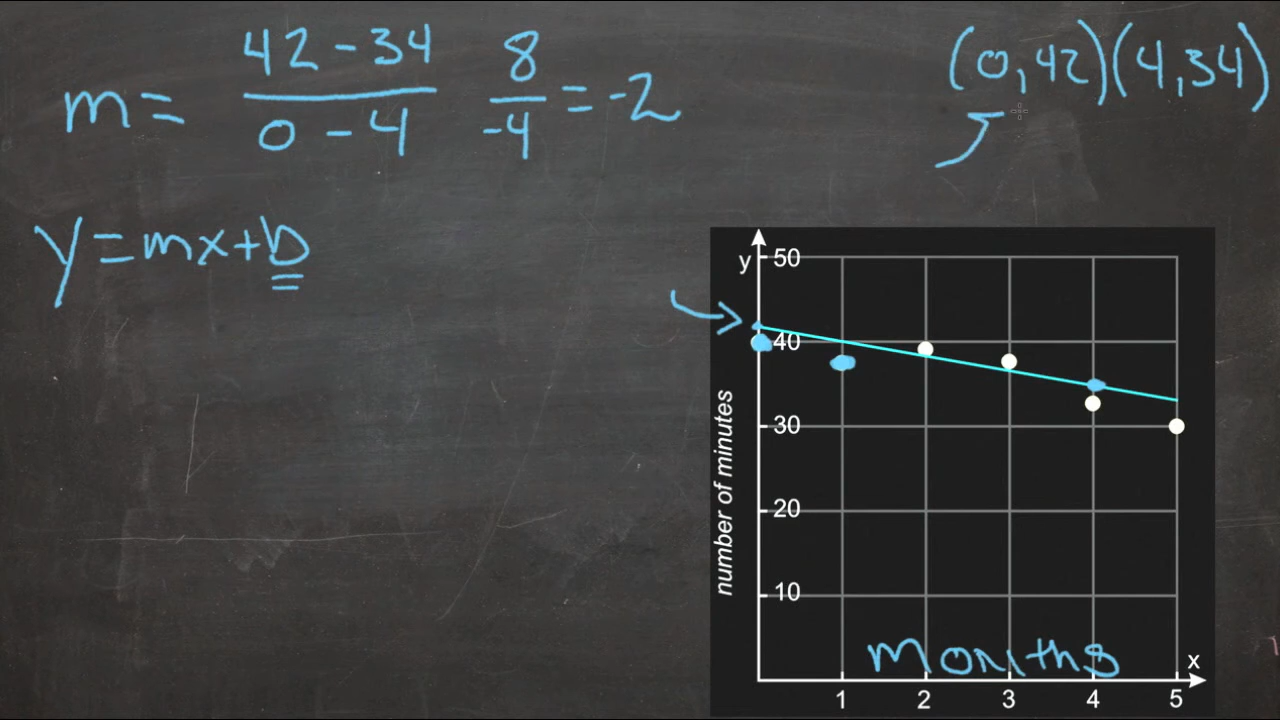 m = 42 - 34 / 0 - 4 8 / -4 = -2
(0,42)(4,34)
y = mx + b
y
50
40
30
20
10
number of minutes
months
x
1 2 3 4 5